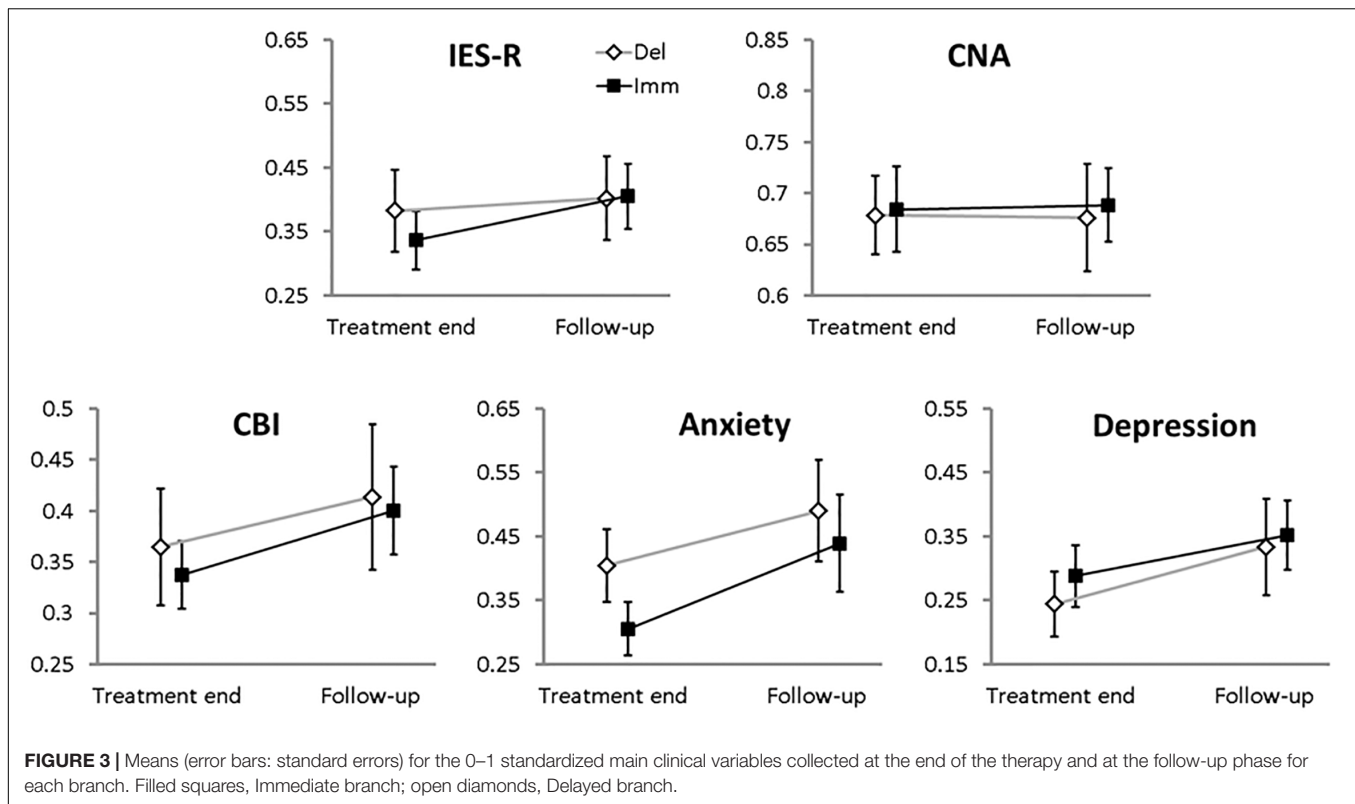 IES-R
0.65
0.55
0.45
0.35
0.25
Del
Imm
Treatment end Follow-up
CNA
0.85
0.8
0.75
0.7
0.65
0.6
Treatment end Follow-up
CBI
0.5
0.45
0.4
0.35
0.3
0.25
Treatment end Follow-up
Anxiety
0.65
0.55
0.45
0.35
0.25
Treatment end Follow-up
Depression
0.55
0.45
0.35
0.25
0.15
Treatment end Follow-up
FIGURE 3 | Means (error bars: standard errors) for the 0–1 standardized main clinical variables collected at the end of the therapy and at the follow-up phase for
each branch. Filled squares, Immediate branch; open diamonds, Delayed branch.